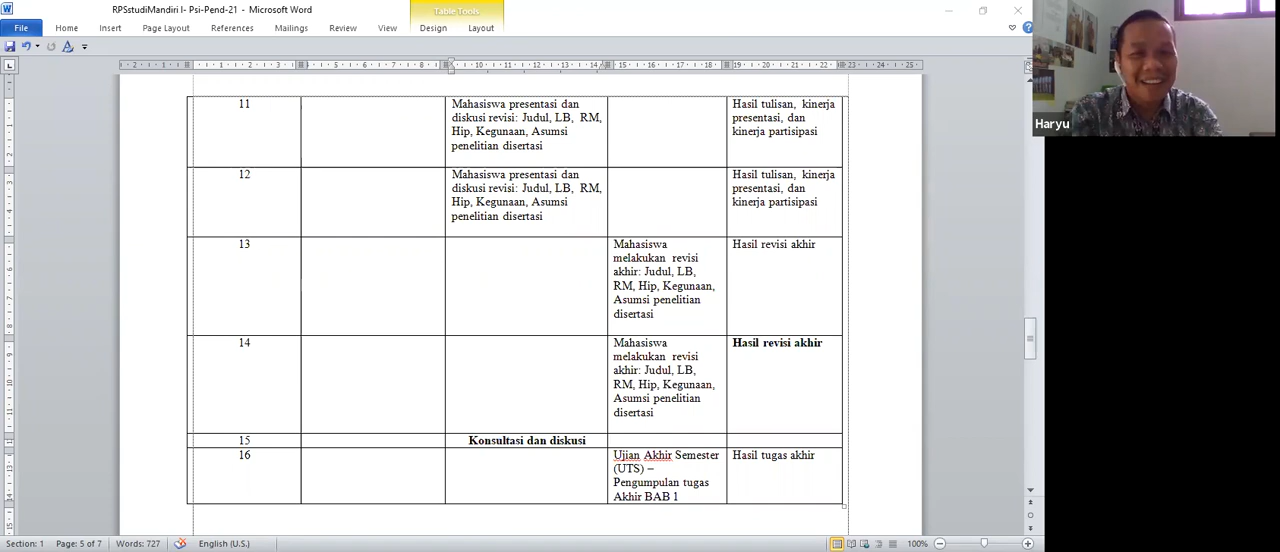 RPSstudiMandiri I- Psi-Pend-21 - Microsoft Word
Table Tools
File Home Insert Page Layout References Mailings Review View Design Layout
11
Mahasiswa presentasi dan
diskusi revisi: Judul, LB, RM,
Hip, Kegunaan, Asumsi
penelitian disertasi
Hasil tulisan, kinerja
presentasi, dan
kinerja partisipasi
12
Mahasiswa presentasi dan
diskusi revisi: Judul, LB, RM,
Hip, Kegunaan, Asumsi
penelitian disertasi
Hasil tulisan, kinerja
presentasi, dan
kinerja partisipasi
13
Mahasiswa
melakukan revisi
akhir: Judul, LB,
RM, Hip, Kegunaan,
Asumsi penelitian
disertasi
Hasil revisi akhir
14
Mahasiswa
melakukan revisi
akhir: Judul, LB,
RM, Hip, Kegunaan,
Asumsi penelitian
disertasi
Hasil revisi akhir
15
Konsultasi dan diskusi
16
Ujian Akhir Semester
(UTS) –
Pengumpulan tugas
Akhir BAB 1
Hasil tugas akhir
Haryu
Section: 1 Page: 5 of 7 Words: 727 English (U.S.) 100%